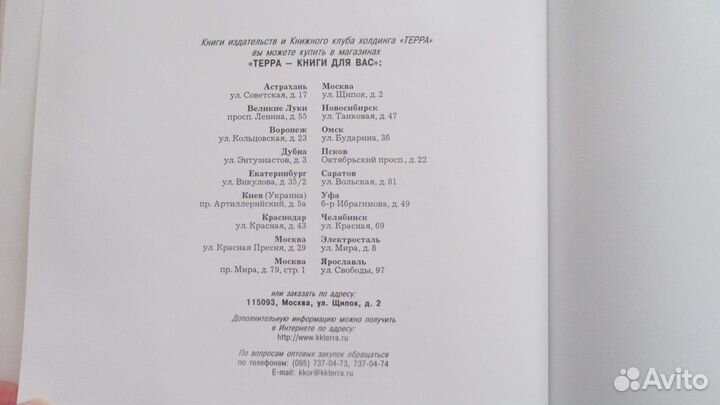 Книги издательств и Книжного клуба холдинга «ТЕРРА»
вы можете купить в магазинах
«ТЕРРА – КНИГИ ДЛЯ ВАС»:
Астрахань
ул. Советская, д. 17
Великие Луки
просп. Ленина, д. 55
Воронеж
ул. Кольцовская, д. 23
Дубна
ул. Энтузиастов, д. 3
Екатеринбург
ул. Викулова, д. 35/2
Киев (Украина)
пр. Артиллерийский, д. 5а
Краснодар
ул. Красная, д. 43
Москва
ул. Красная Пресня, д. 29
Москва
пр. Мира, д. 79, стр. 1
Москва
ул. Щипок, д. 2
Новосибирск
ул. Танковая, д. 47
Омск
ул. Бударина, 3б
Псков
Октябрьский просп., д. 22
Саратов
ул. Вольская, д. 81
Уфа
б-р Ибрагимова, д. 49
Челябинск
ул. Красная, 69
Электросталь
ул. Мира, д. 8
Ярославль
ул. Свободы, 97
или заказать по адресу:
115093, Москва, ул. Щипок, д. 2
Дополнительную информацию можно получить
в Интернете по адресу:
http://www.kkterra.ru
По вопросам оптовых закупок обращаться
по телефонам: (095) 737-04-73, 737-04-74
E-mail: kkor@kkterra.ru
Avito